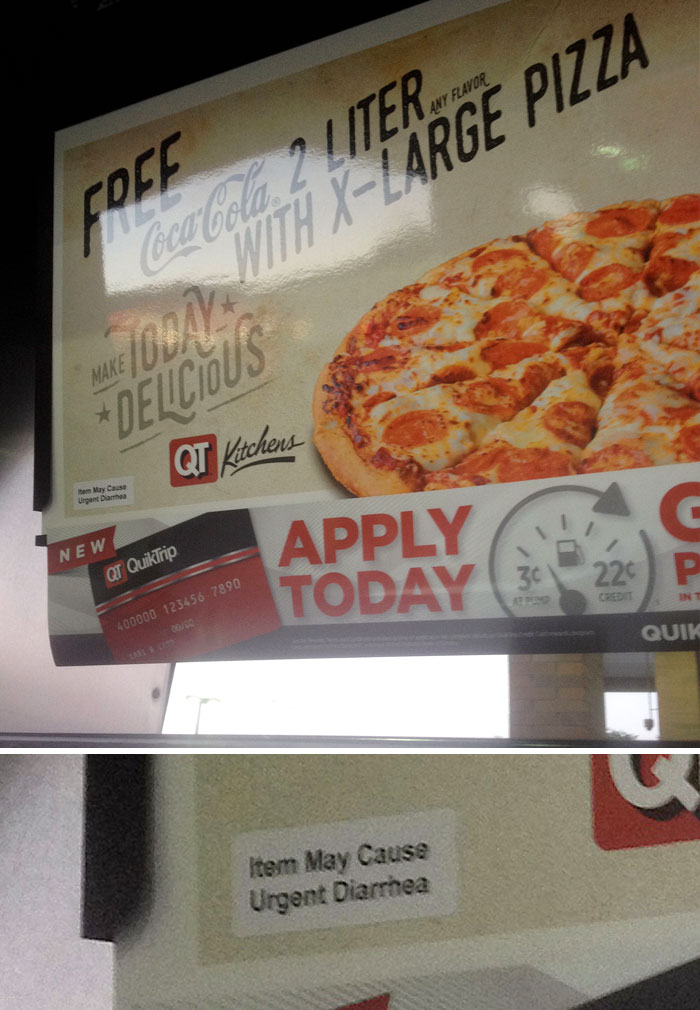 FREE Coca-Cola® 2 LITER ANY FLAVOR
WITH X-LARGE PIZZA
MAKE TODAY
DELICIOUS
QT Kitchens
Item May Cause
Urgent Diarrhea
NEW
QT QuikTrip
400000 123456 7890
APPLY
TODAY
3¢
AT PUMP
22¢
CREDIT
G
P
IN T
QUIK
Item May Cause
Urgent Diarrhea